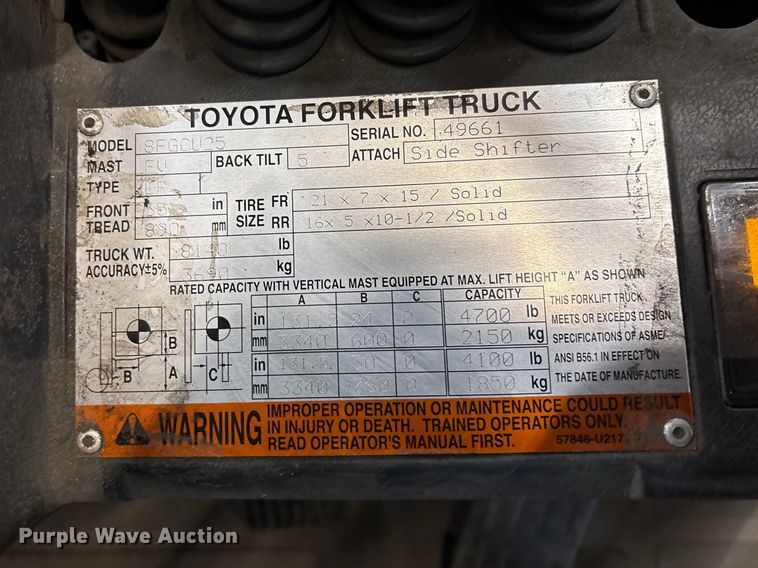 TOYOTA FORKLIFT TRUCK
MODEL 8FGCU25 SERIAL NO. 49661
MAST FV BACK TILT 5 ATTACH Side Shifter
TYPE
FRONT TREAD in 890 mm
TIRE SIZE FR 21 x 7 x 15 / Solid
RR 16x 5 x10-1/2 /Solid
TRUCK WT. lb
ACCURACY±5% kg
RATED CAPACITY WITH VERTICAL MAST EQUIPPED AT MAX. LIFT HEIGHT "A" AS SHOWN
A B C CAPACITY
in 131.5 24 0 4700 lb
mm 3340 600 0 2150 kg
in 131.5 30 0 4100 lb
mm 3340 0 1850 kg
B
B A C
THIS FORKLIFT TRUCK
MEETS OR EXCEEDS DESIGN
SPECIFICATIONS OF ASME/
ANSI B56.1 IN EFFECT ON
THE DATE OF MANUFACTURE.
WARNING
IMPROPER OPERATION OR MAINTENANCE COULD RESULT
IN INJURY OR DEATH. TRAINED OPERATORS ONLY.
READ OPERATOR'S MANUAL FIRST. 57846-U217
Purple Wave Auction